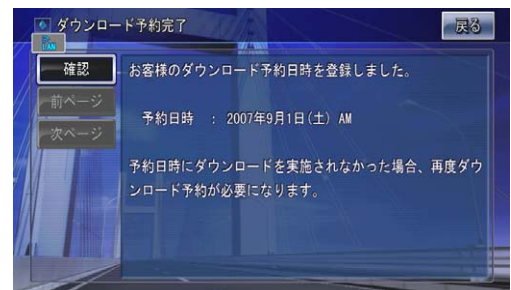 ダウンロード予約完了
戻る
LAN
確認
前ページ
次ページ
お客様のダウンロード予約日時を登録しました。
予約日時 : 2007年9月1日(土) AM
予約日時にダウンロードを実施されなかった場合、再度ダウ
ンロード予約が必要になります。